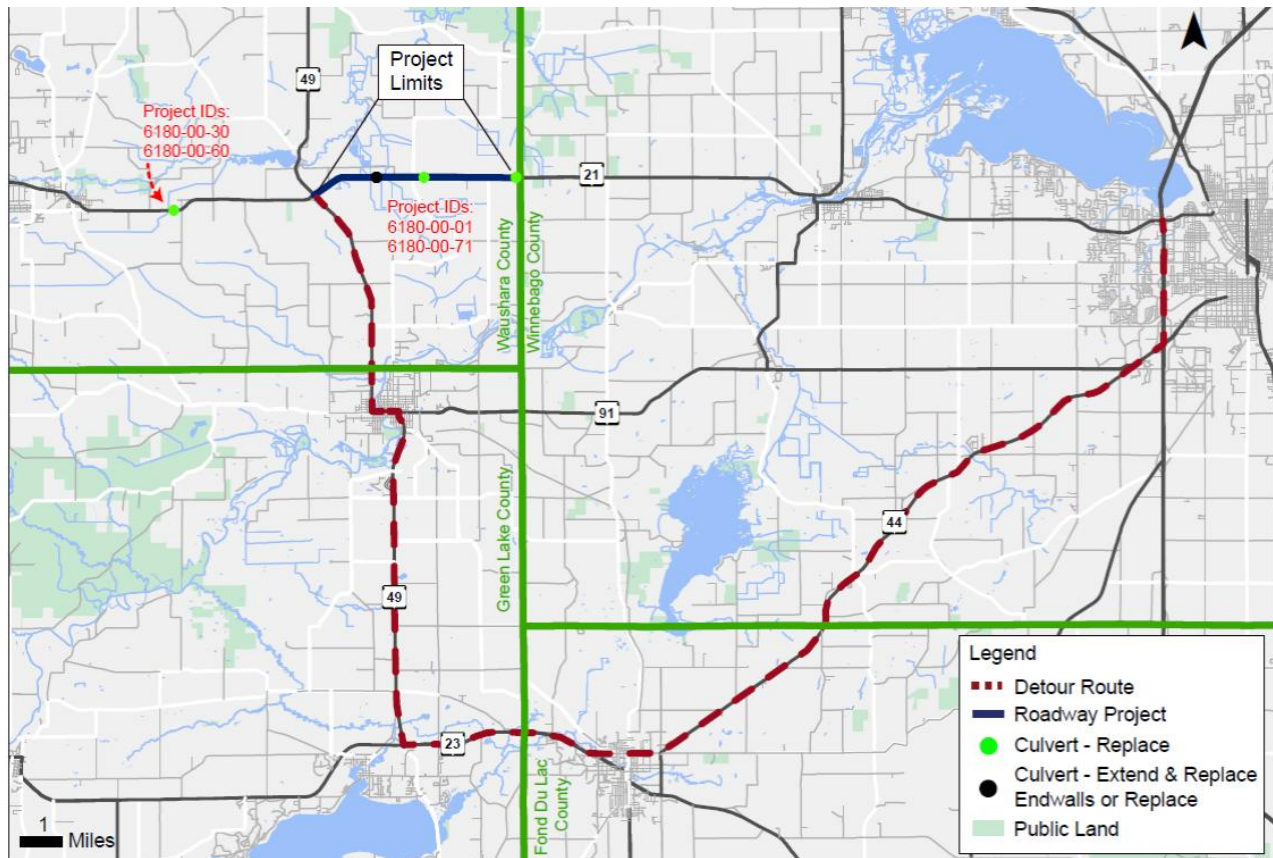 49
Project
Limits
Project IDs:
6180-00-30
6180-00-60
21
Project IDs:
6180-00-01
6180-00-71
Waushara County
Winnebago County
91
44
49
Green Lake County
23
Fond Du Lac
County
1
Miles
Legend
Detour Route
Roadway Project
Culvert - Replace
Culvert - Extend & Replace
Endwalls or Replace
Public Land